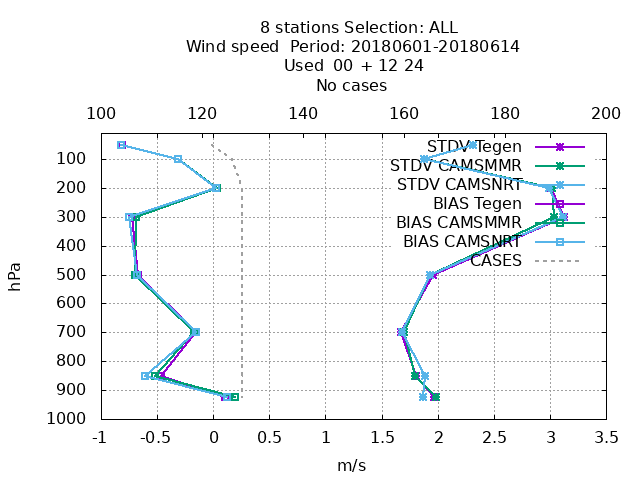 8 stations Selection: ALL
Wind speed  Period: 20180601-20180614
Used  00 + 12 24
No cases
100 120 140 160 180 200
STDV Tegen
STDV CAMSMMR
STDV CAMSNRT
BIAS Tegen
BIAS CAMSMMR
BIAS CAMSNRT
CASES
hPa
100
200
300
400
500
600
700
800
900
1000
-1 -0.5 0 0.5 1 1.5 2 2.5 3 3.5
m/s